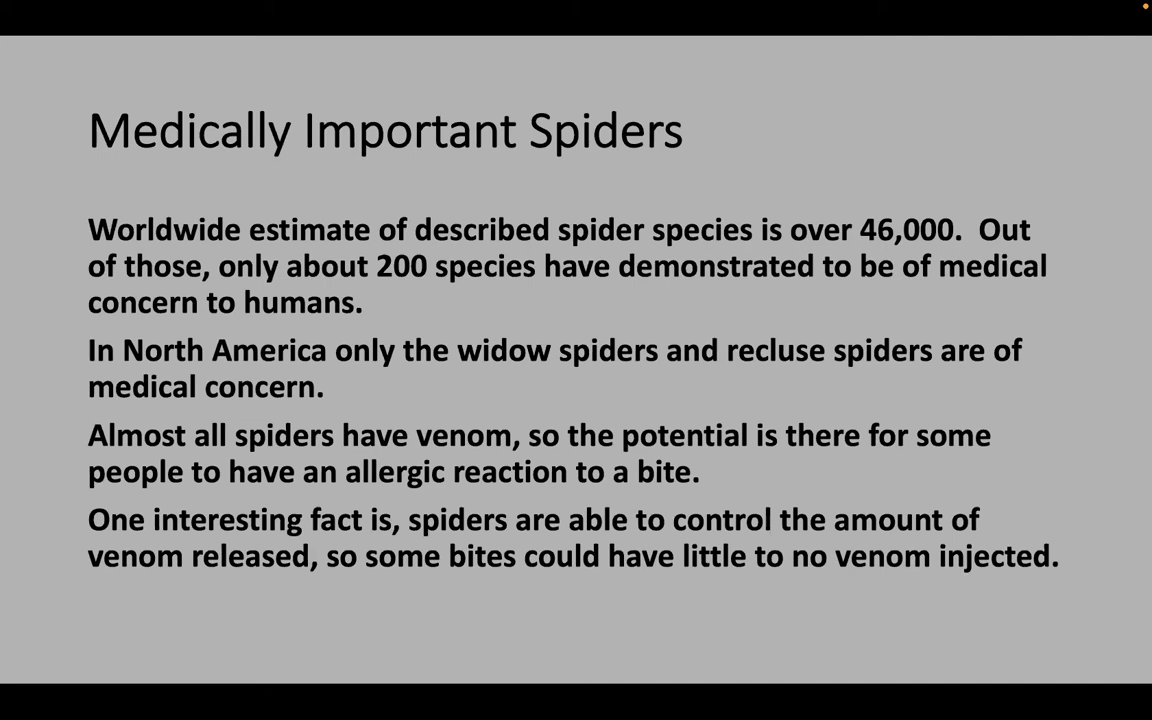 Medically Important Spiders
Worldwide estimate of described spider species is over 46,000.  Out
of those, only about 200 species have demonstrated to be of medical
concern to humans.
In North America only the widow spiders and recluse spiders are of
medical concern.
Almost all spiders have venom, so the potential is there for some
people to have an allergic reaction to a bite.
One interesting fact is, spiders are able to control the amount of
venom released, so some bites could have little to no venom injected.